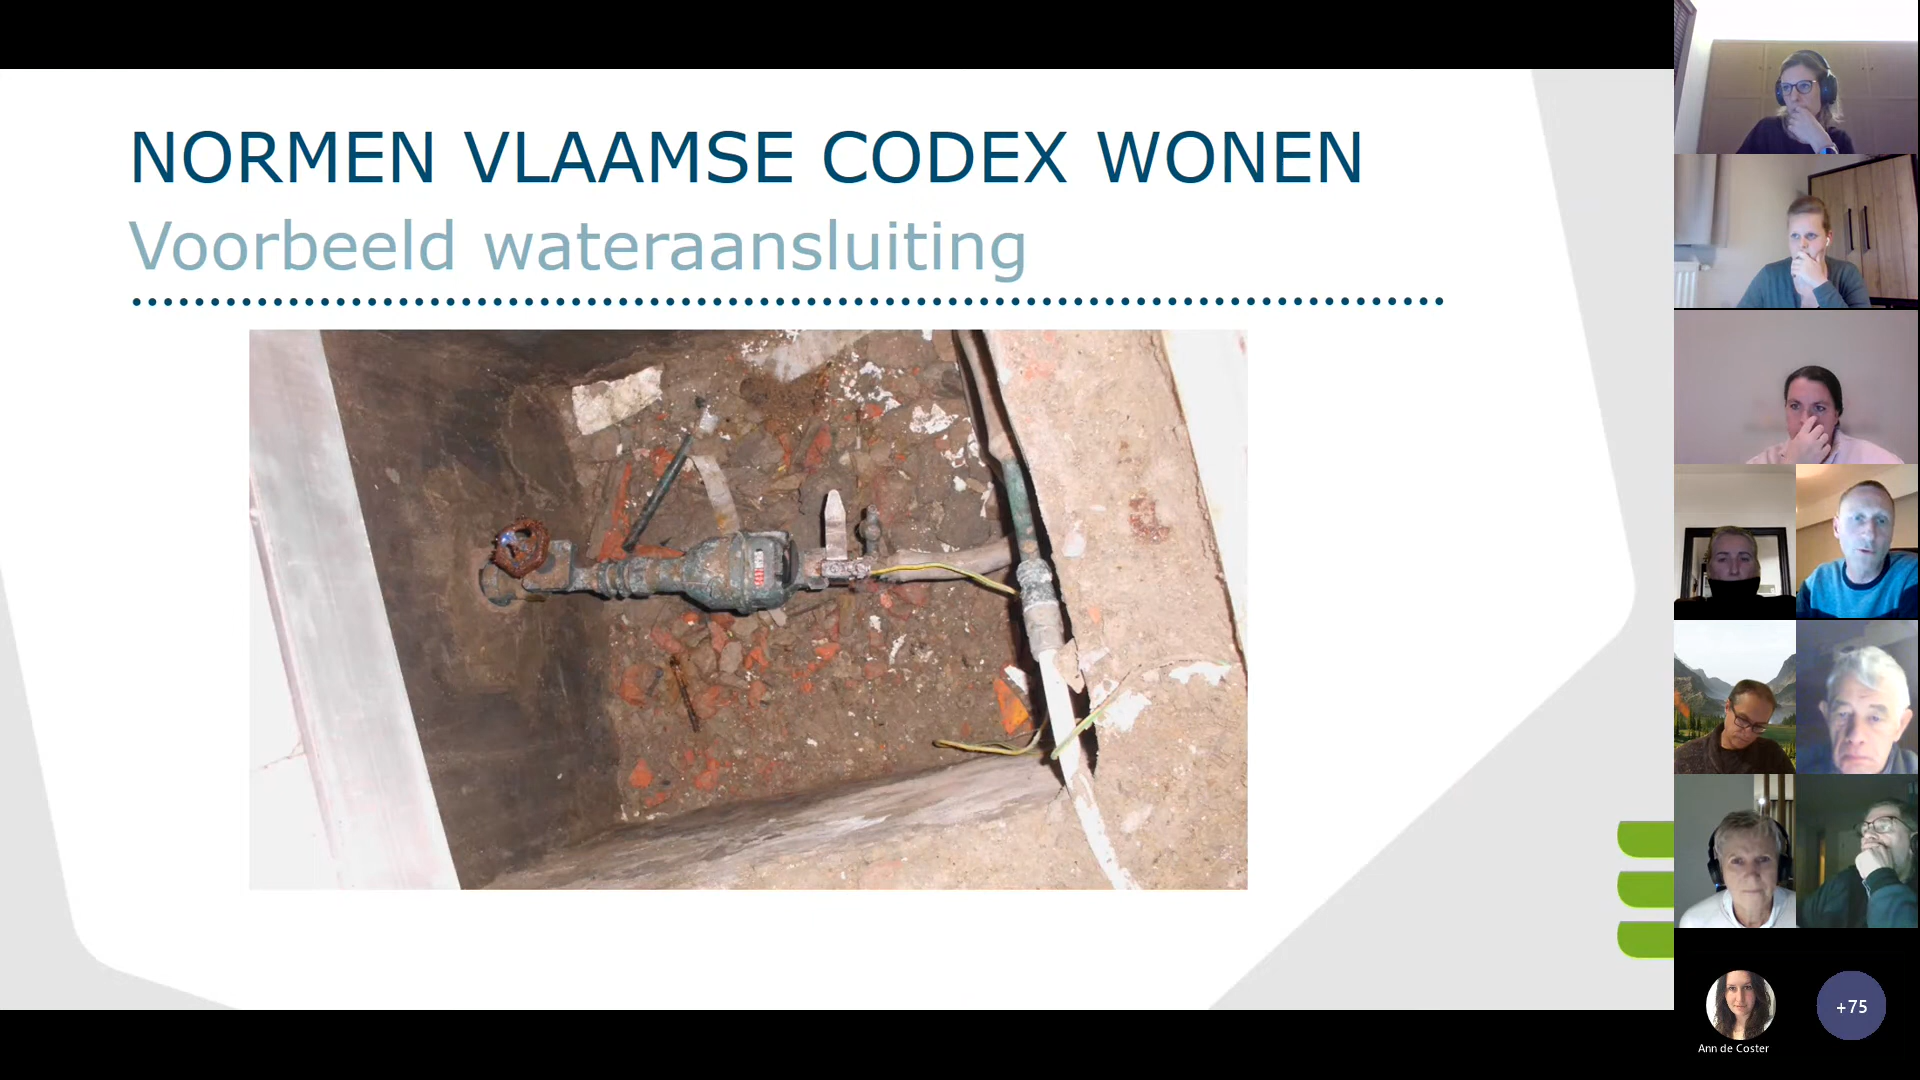 NORMEN VLAAMSE CODEX WONEN
Voorbeeld wateraansluiting
+75
Ann de Coster